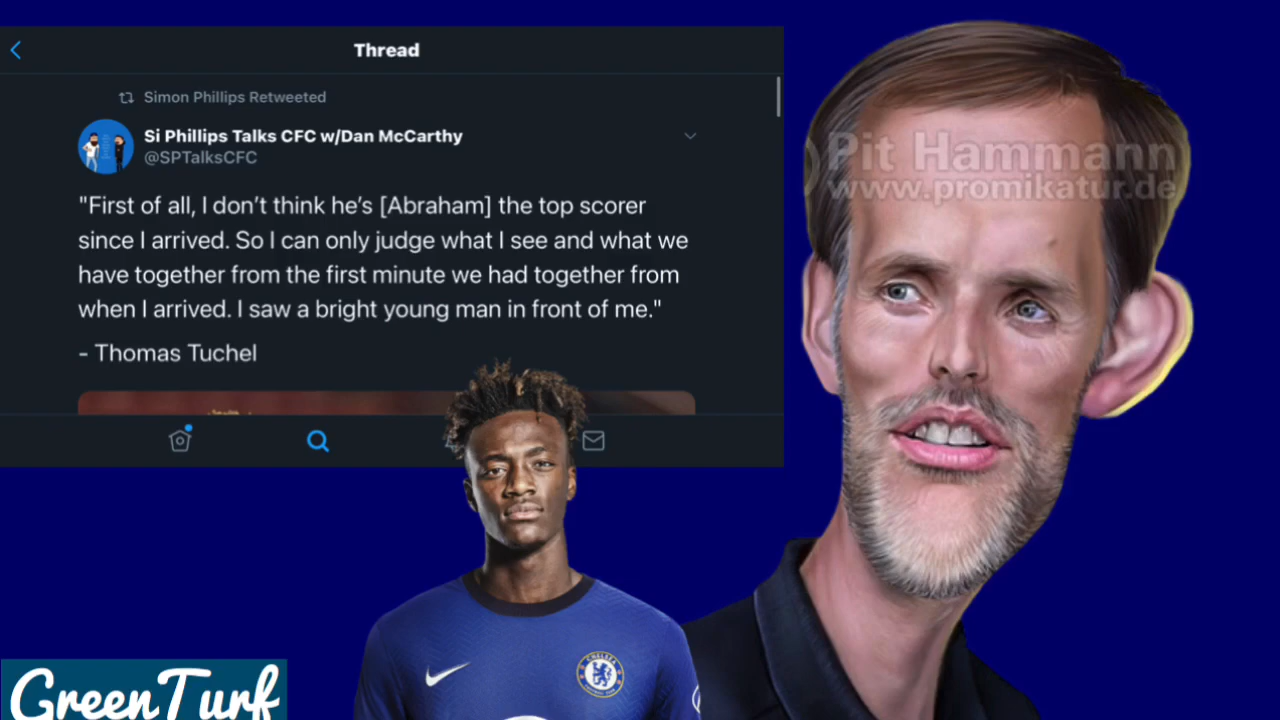 Thread
Simon Phillips Retweeted
Si Phillips Talks CFC w/Dan McCarthy
@SPTalksCFC
"First of all, I don't think he's [Abraham] the top scorer
since I arrived. So I can only judge what I see and what we
have together from the first minute we had together from
when I arrived. I saw a bright young man in front of me."
- Thomas Tuchel
Pit Hammann
www.promikatur.de
CHELSEA
GreenTurf